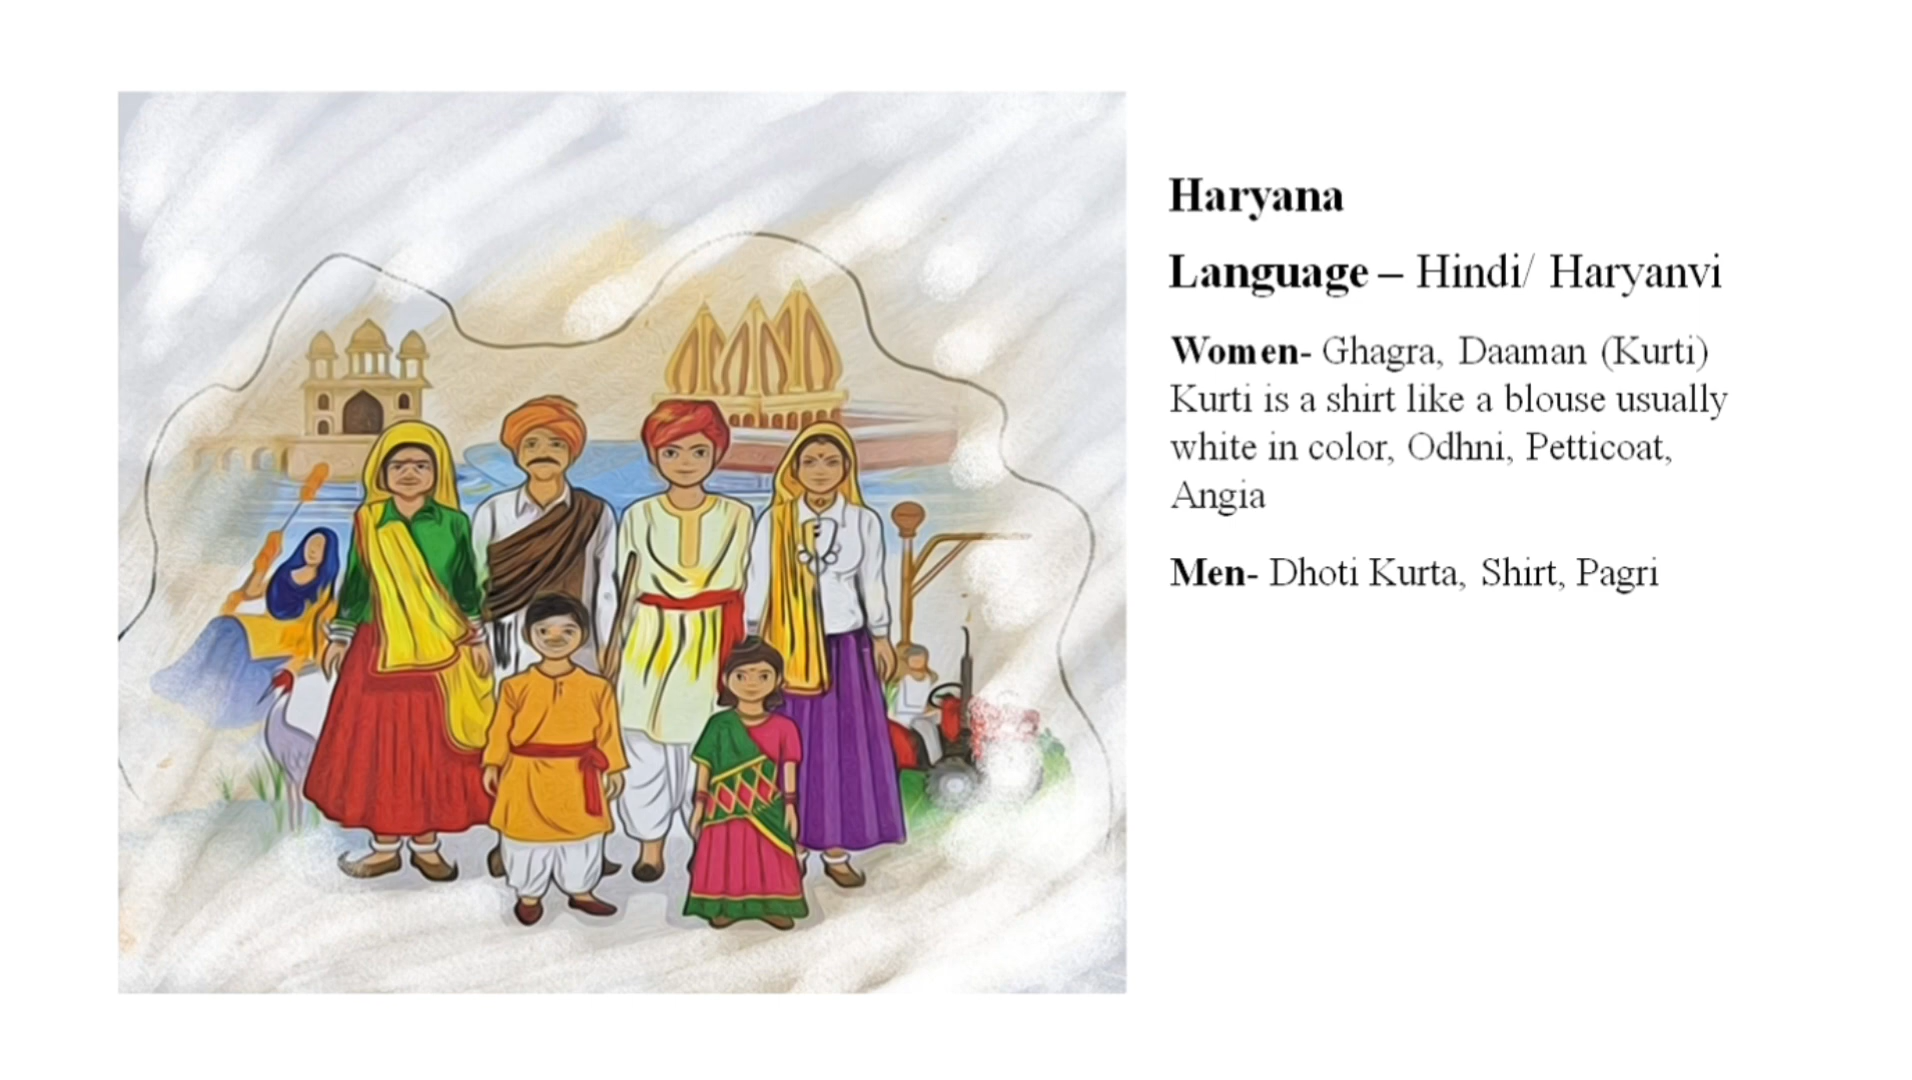 Haryana
Language – Hindi/ Haryanvi
Women- Ghagra, Daaman (Kurti)
Kurti is a shirt like a blouse usually
white in color, Odhni, Petticoat,
Angia
Men- Dhoti Kurta, Shirt, Pagri